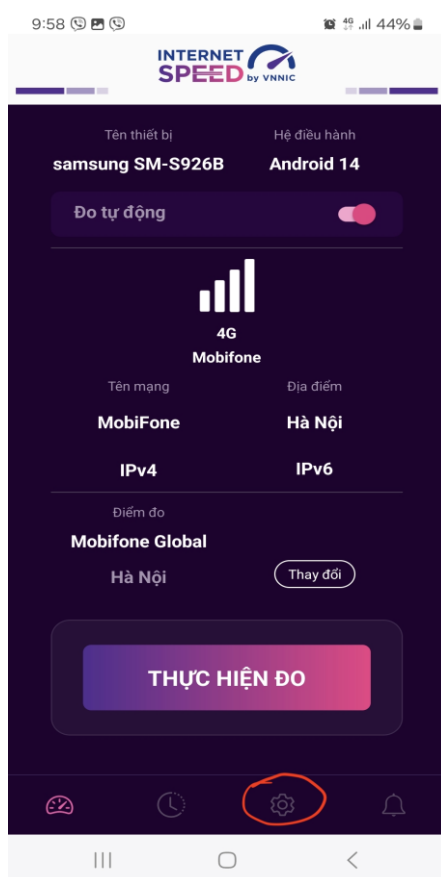 9:58 4G 44%
INTERNET
SPEED by VNNIC
Tên thiết bị Hệ điều hành
samsung SM-S926B Android 14
Đo tự động
4G
Mobifone
Tên mạng Địa điểm
MobiFone Hà Nội
IPv4 IPv6
Điểm đo
Mobifone Global
Hà Nội Thay đổi
THỰC HIỆN ĐO